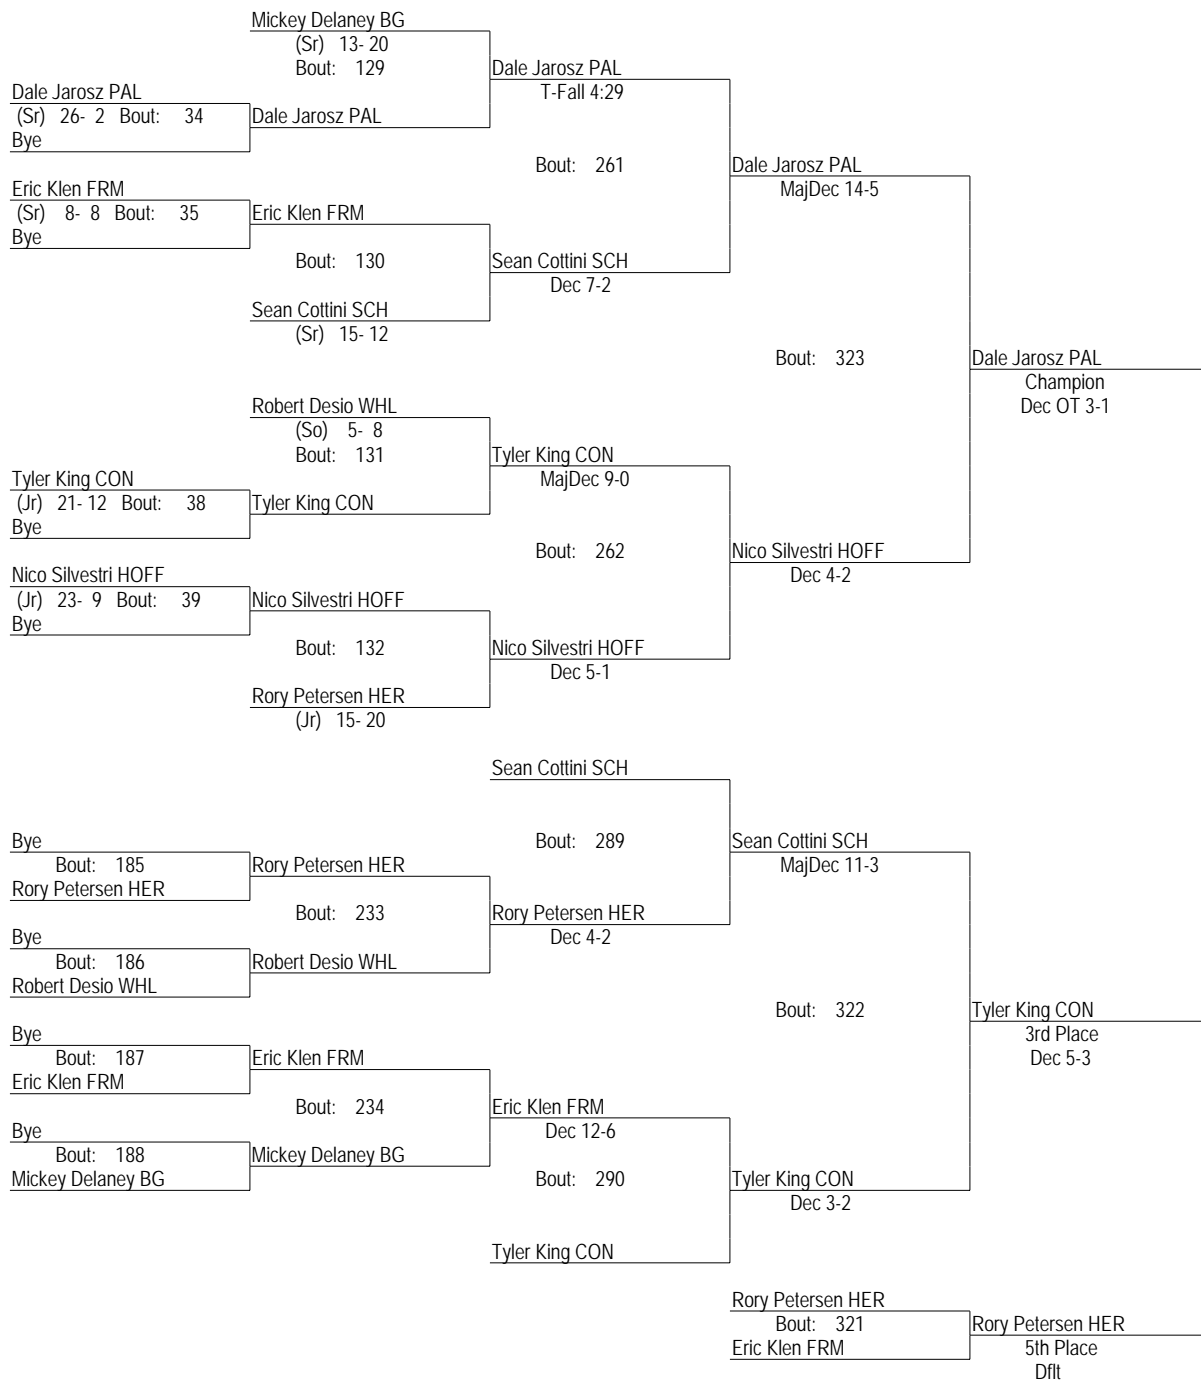 Mickey Delaney BG
(Sr) 13- 20
Bout: 129
Dale Jarosz PAL
T-Fall 4:29
Dale Jarosz PAL
(Sr) 26- 2 Bout: 34
Dale Jarosz PAL
Bye
Bout: 261
Dale Jarosz PAL
MajDec 14-5
Eric Klen FRM
(Sr) 8- 8 Bout: 35
Eric Klen FRM
Bye
Bout: 130
Sean Cottini SCH
Dec 7-2
Sean Cottini SCH
(Sr) 15- 12
Bout: 323
Dale Jarosz PAL
Champion
Dec OT 3-1
Robert Desio WHL
(So) 5- 8
Bout: 131
Tyler King CON
MajDec 9-0
Tyler King CON
(Jr) 21- 12 Bout: 38
Tyler King CON
Bye
Bout: 262
Nico Silvestri HOFF
Dec 4-2
Nico Silvestri HOFF
(Jr) 23- 9 Bout: 39
Nico Silvestri HOFF
Bye
Bout: 132
Nico Silvestri HOFF
Dec 5-1
Rory Petersen HER
(Jr) 15- 20
Sean Cottini SCH
Bye
Bout: 289
Sean Cottini SCH
MajDec 11-3
Bout: 185
Rory Petersen HER
Rory Petersen HER
Bout: 233
Rory Petersen HER
Dec 4-2
Bye
Bout: 186
Robert Desio WHL
Robert Desio WHL
Bout: 322
Tyler King CON
3rd Place
Dec 5-3
Bye
Bout: 187
Eric Klen FRM
Eric Klen FRM
Bout: 234
Eric Klen FRM
Dec 12-6
Bye
Bout: 188
Mickey Delaney BG
Mickey Delaney BG
Bout: 290
Tyler King CON
Dec 3-2
Tyler King CON
Rory Petersen HER
Bout: 321
Rory Petersen HER
Eric Klen FRM
5th Place
Dflt